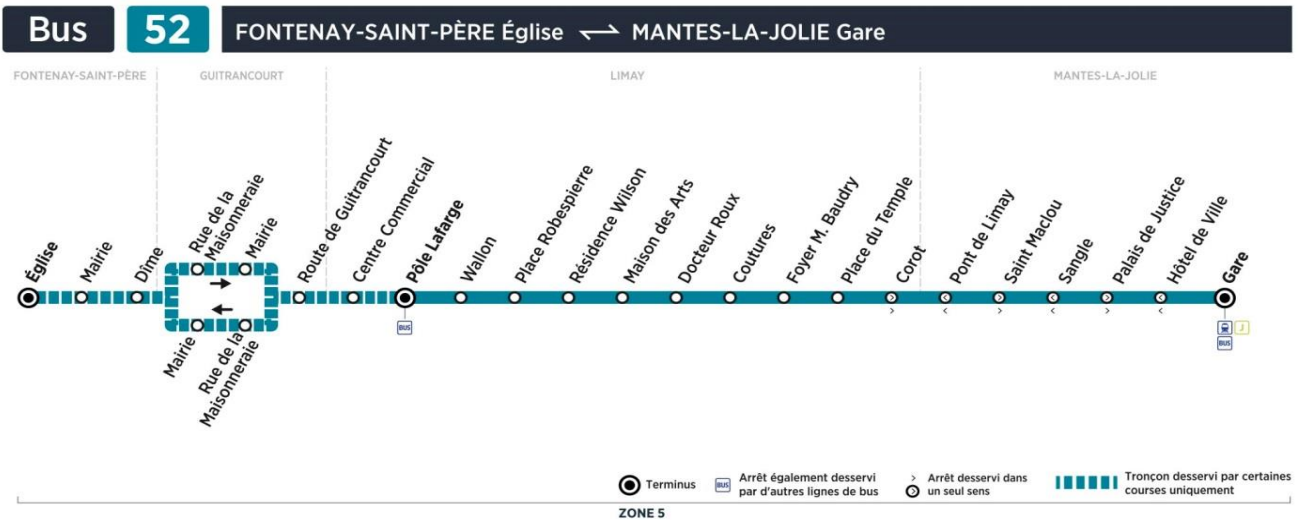 Bus 52 FONTENAY-SAINT-PÈRE Église MANTES-LA-JOLIE Gare
FONTENAY-SAINT-PÈRE GUITRANCOURT LIMAY MANTES-LA-JOLIE
Église
Mairie
Dîme
Rue de la
Maisonneraie
Mairie
Mairie
Rue de la
Maisonneraie
Route de Guitrancourt
Centre Commercial
Pôle Lafarge
BUS
Wallon
Place Robespierre
Résidence Wilson
Maison des Arts
Docteur Roux
Coutures
Foyer M. Baudry
Place du Temple
Corot
Pont de Limay
Saint Maclou
Sangle
Palais de Justice
Hôtel de Ville
Gare
J
BUS
Terminus
BUS
Arrêt également desservi
par d'autres lignes de bus
Arrêt desservi dans
un seul sens
Tronçon desservi par certaines
courses uniquement
ZONE 5